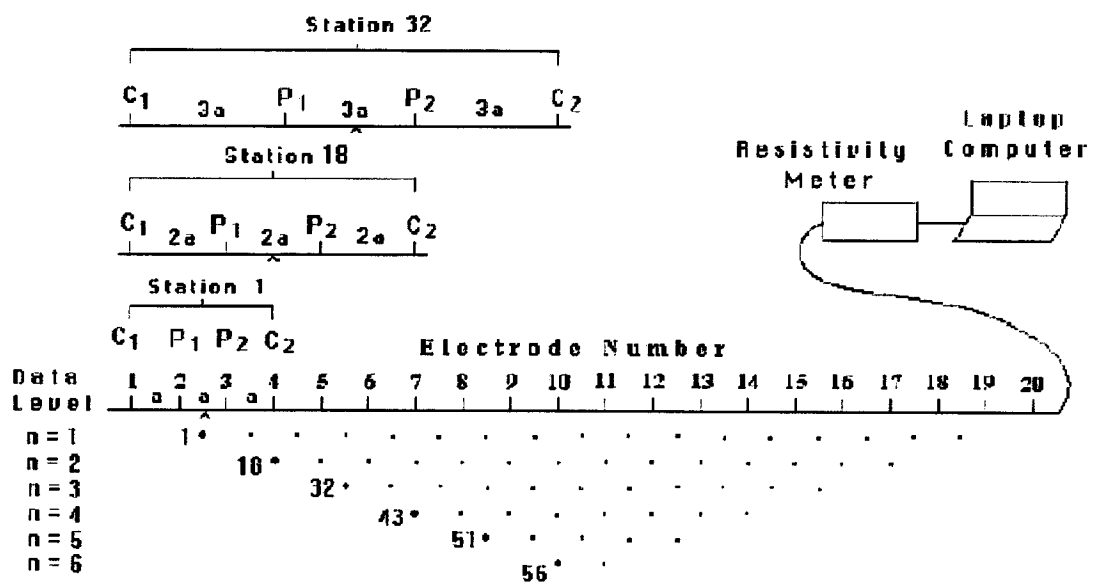 Station 32
C1 3a P1 3a P2 3a C2
Station 18
C1 2a P1 2a P2 2a C2
Station 1
C1 P1 P2 C2
Resistivity
Meter
Laptop
Computer
Electrode Number
Data
Level
1 2 3 4 5 6 7 8 9 10 11 12 13 14 15 16 17 18 19 20
a a a
n = 1 1
n = 2 18
n = 3 32
n = 4 43
n = 5 51
n = 6 56